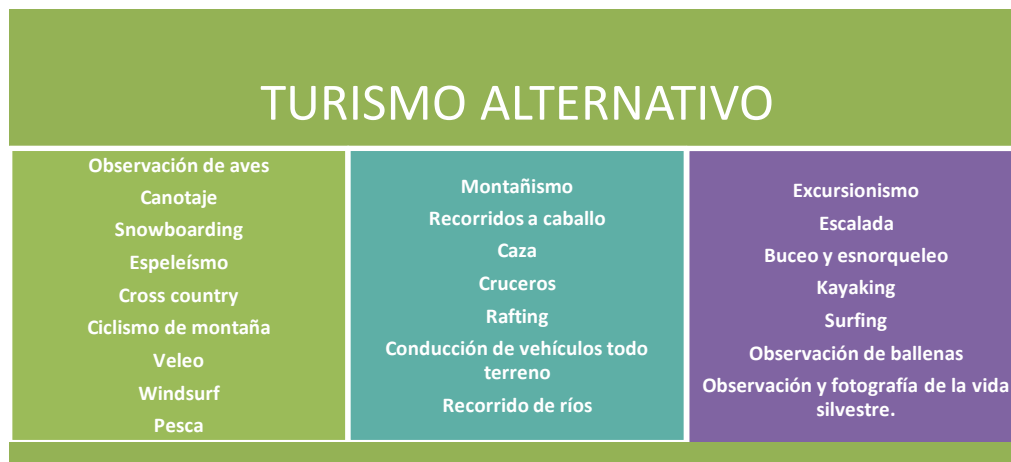 TURISMO ALTERNATIVO
Observación de aves
Canotaje
Snowboarding
Espeleísmo
Cross country
Ciclismo de montaña
Veleo
Windsurf
Pesca
Montañismo
Recorridos a caballo
Caza
Cruceros
Rafting
Conducción de vehículos todo
terreno
Recorrido de ríos
Excursionismo
Escalada
Buceo y esnorqueleo
Kayaking
Surfing
Observación de ballenas
Observación y fotografía de la vida
silvestre.